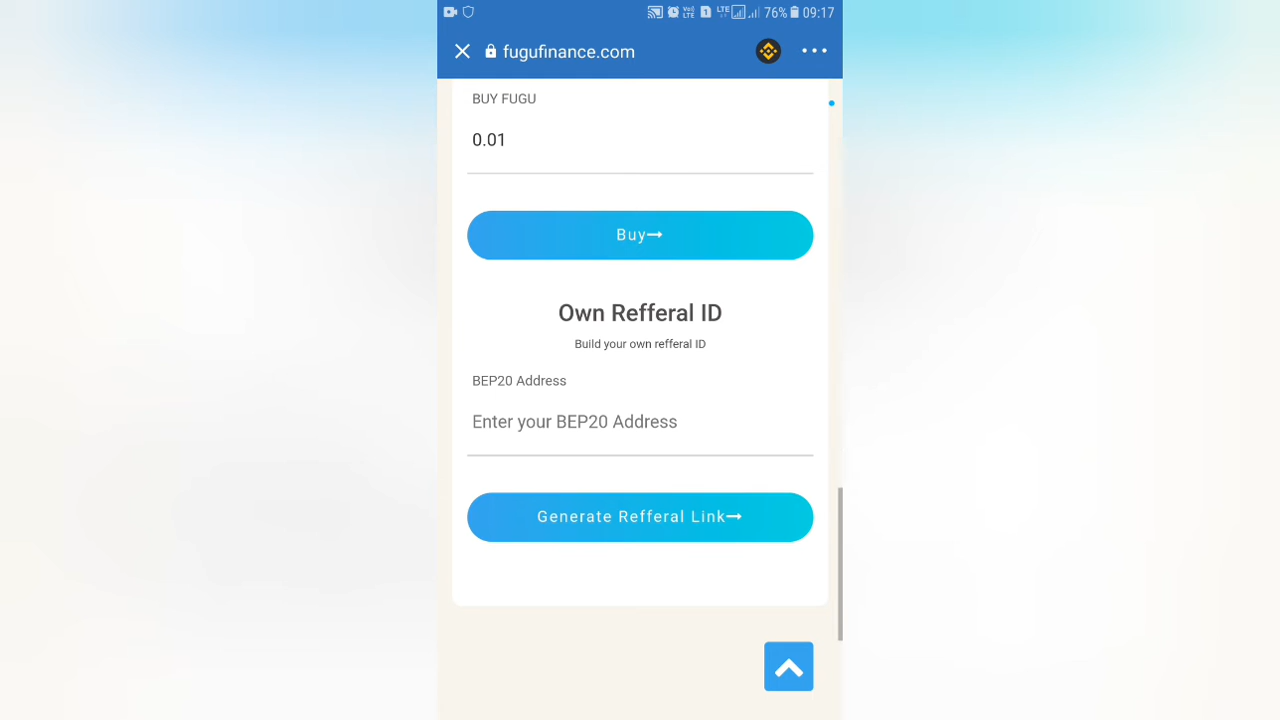 76% 09:17
fugufinance.com
BUY FUGU
0.01
Buy
Own Refferal ID
Build your own refferal ID
BEP20 Address
Enter your BEP20 Address
Generate Refferal Link